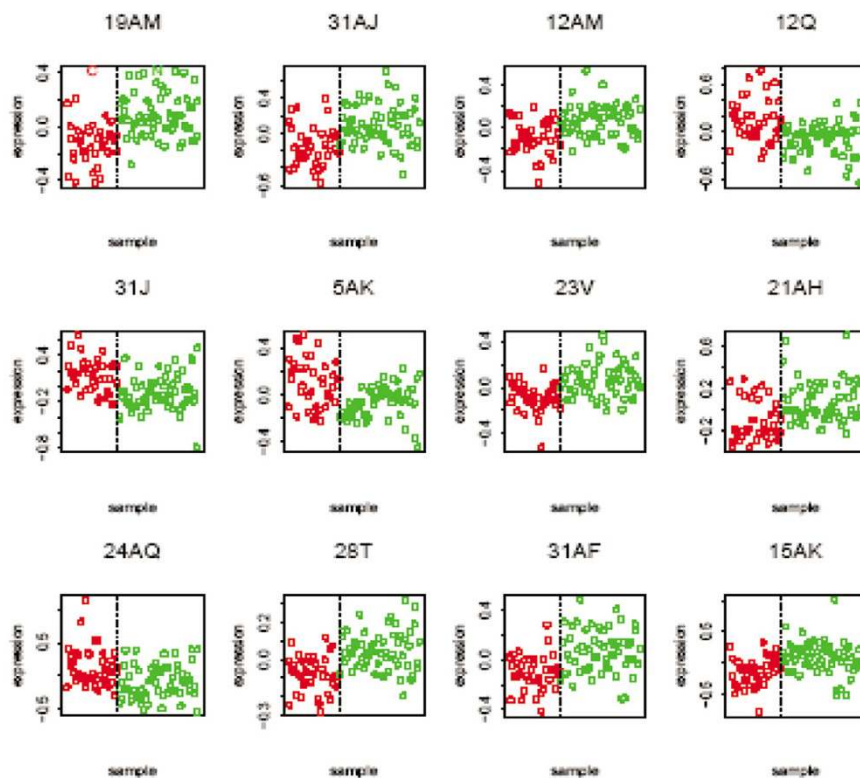 19AM 31AJ 12AM 12Q
expression 0.4 0.0 −0.4 C N expression 0.4 0.0 −0.6 expression 0.4 0.0 −0.4 expression 0.6 0.0 −0.6
sample sample sample sample
31J 5AK 23V 21AH
expression 0.4 −0.2 −0.8 expression 0.4 0.0 −0.4 expression 0.4 0.0 −0.4 expression 0.6 0.2 −0.2
sample sample sample sample
24AQ 28T 31AF 15AK
expression 0.5 −0.5 expression 0.2 0.0 −0.3 expression 0.4 0.0 −0.4 expression 0.5 −0.5
sample sample sample sample